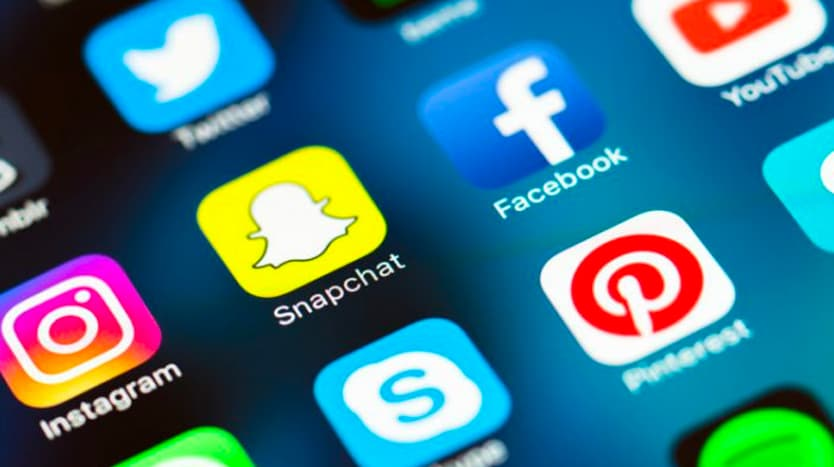 Twitter
Facebook
YouTube
Snapchat
Instagram
Pinterest